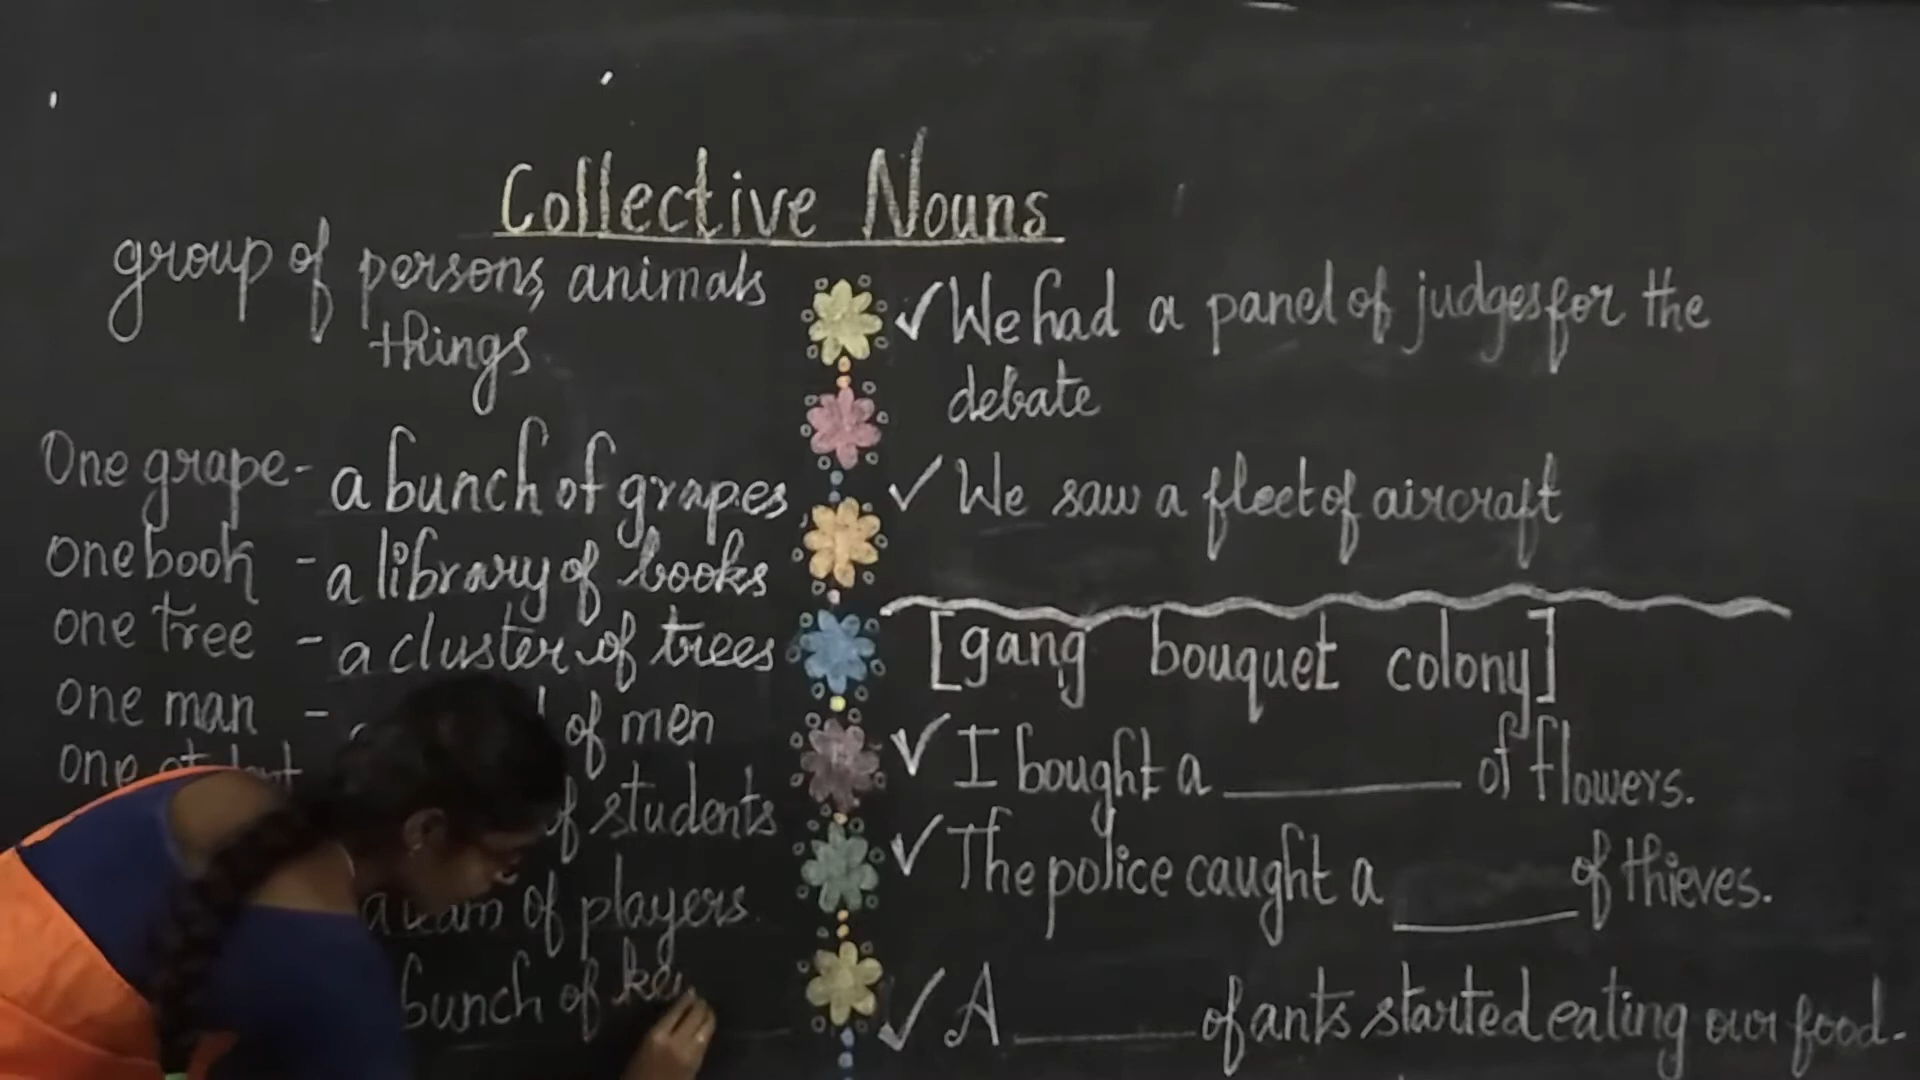 Collective Nouns
group of persons, animals
things
One grape - a bunch of grapes
one book - a library of books
one tree - a cluster of trees
one man - of men
one of students
a team of players.
bunch of
✓ We had a panel of judges for the
debate
✓ We saw a fleet of aircraft
[gang bouquet colony]
✓ I bought a ______ of flowers.
✓ The police caught a ______ of thieves.
✓ A ______ of ants started eating our food.